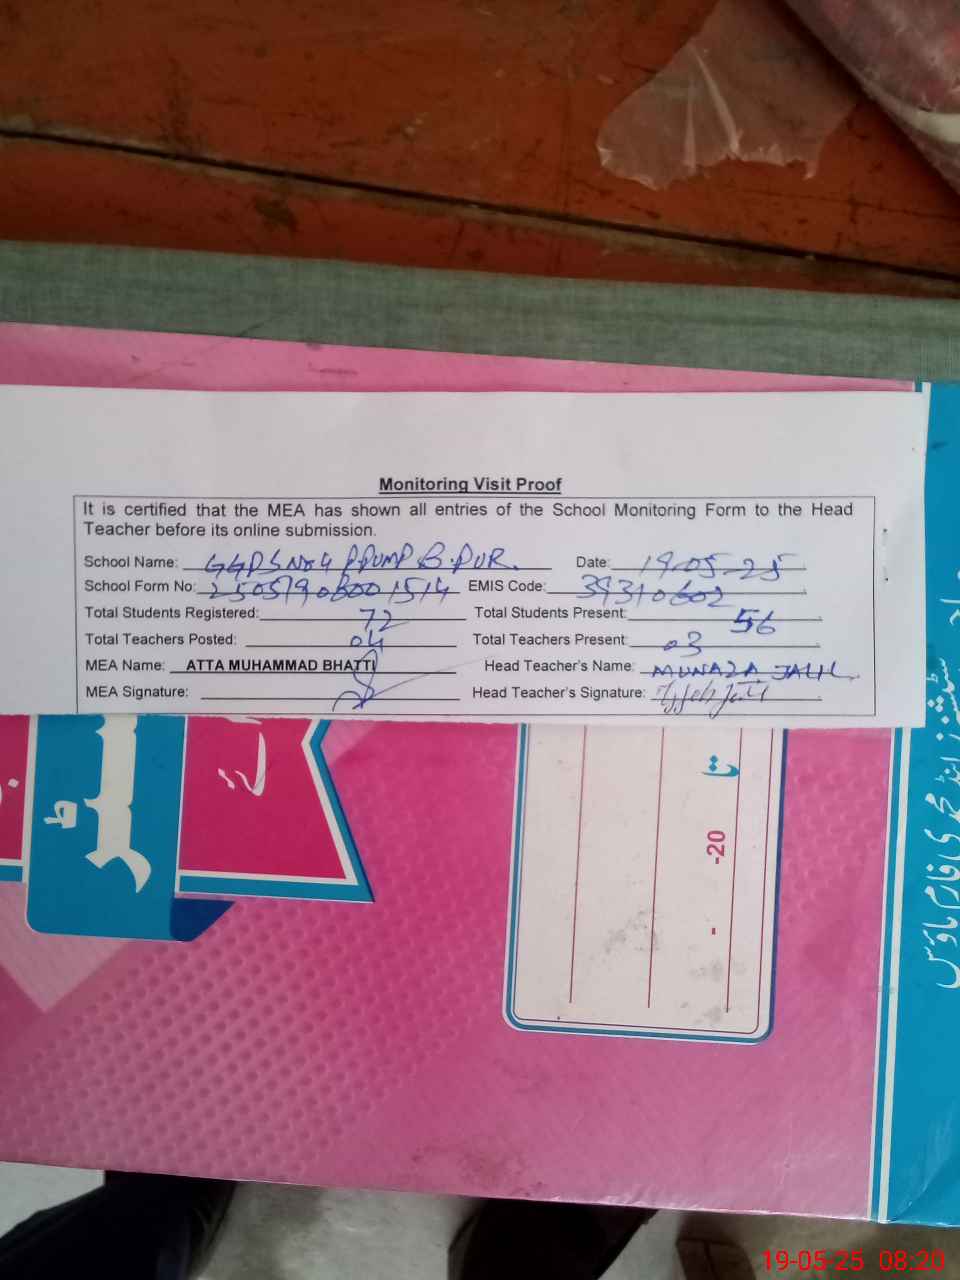 Monitoring Visit Proof
It is certified that the MEA has shown all entries of the School Monitoring Form to the Head
Teacher before its online submission.
School Name: GGPS No 4 P.PUMP B.PUR. Date: 19-05-25
School Form No: EMIS Code: 39310602
Total Students Registered: 72 Total Students Present: 56
Total Teachers Posted: 04 Total Teachers Present: 03
MEA Name: ATTA MUHAMMAD BHATTI Head Teacher's Name: MUNAZA JALIL
MEA Signature: Head Teacher's Signature:
تا
- -20
19-05-25 08:20